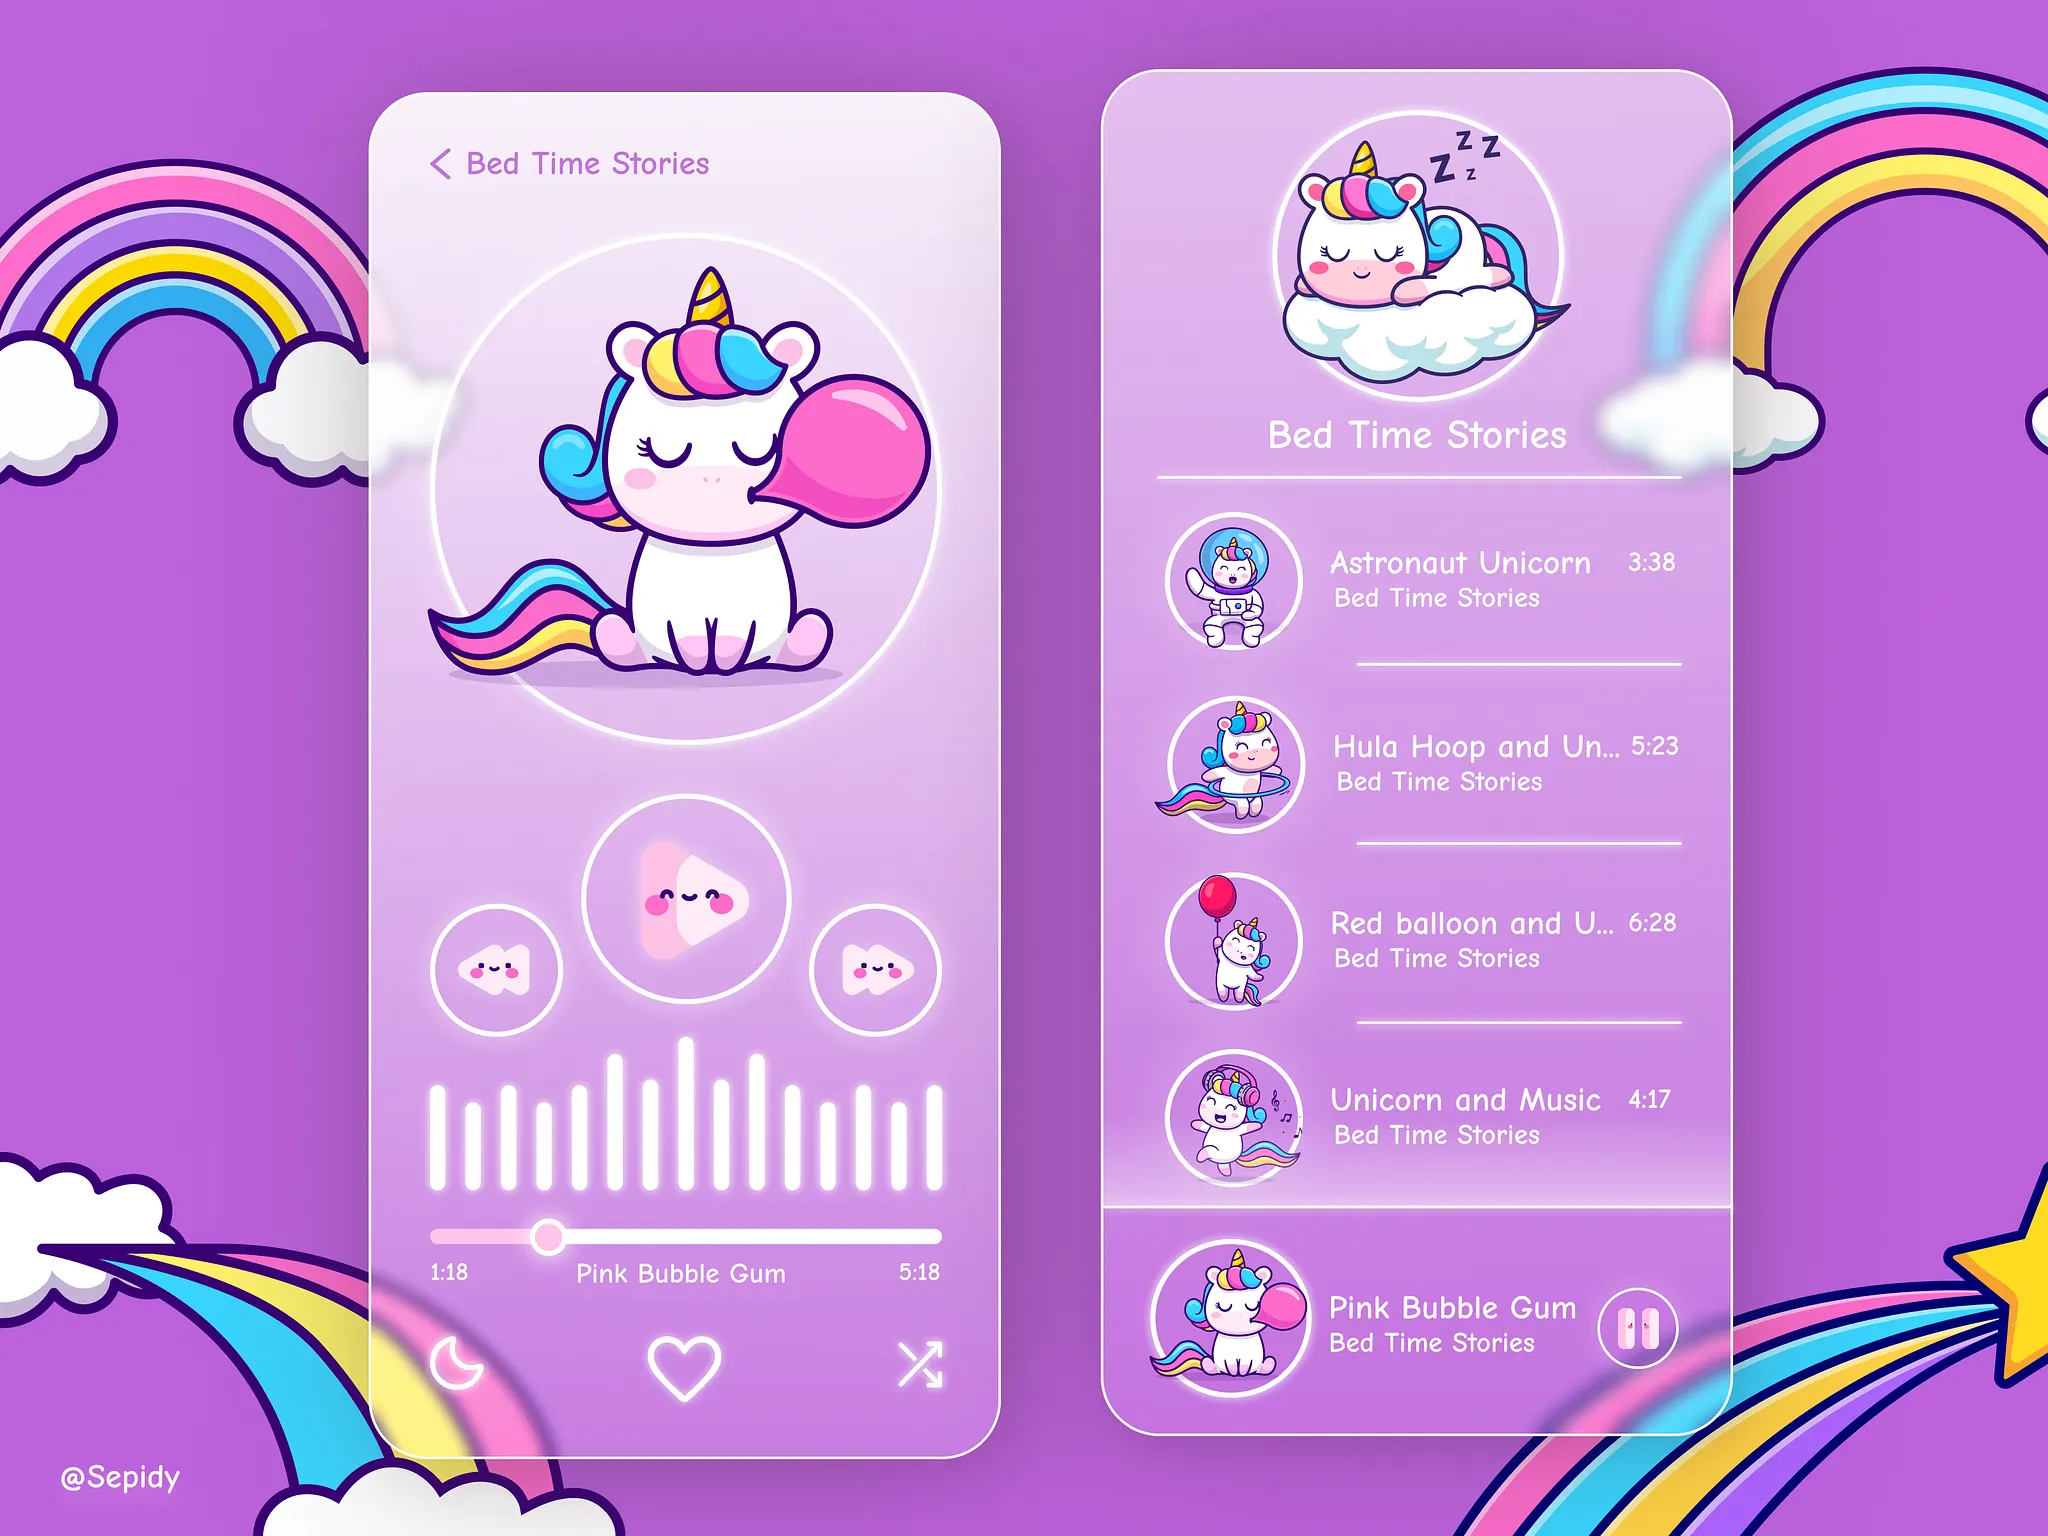 Bed Time Stories
1:18
Pink Bubble Gum
5:18
z z z z
Bed Time Stories
Astronaut Unicorn 3:38
Bed Time Stories
Hula Hoop and Un... 5:23
Bed Time Stories
Red balloon and U... 6:28
Bed Time Stories
Unicorn and Music 4:17
Bed Time Stories
Pink Bubble Gum
Bed Time Stories
@Sepidy